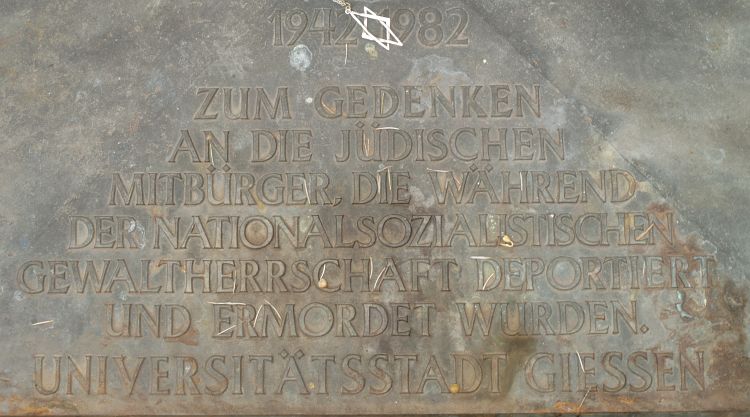 1942 1982
ZUM GEDENKEN
AN DIE JÜDISCHEN
MITBÜRGER, DIE WÄHREND
DER NATIONALSOZIALISTISCHEN
GEWALTHERRSCHAFT DEPORTIERT
UND ERMORDET WURDEN.
UNIVERSITÄTSSTADT GIESSEN